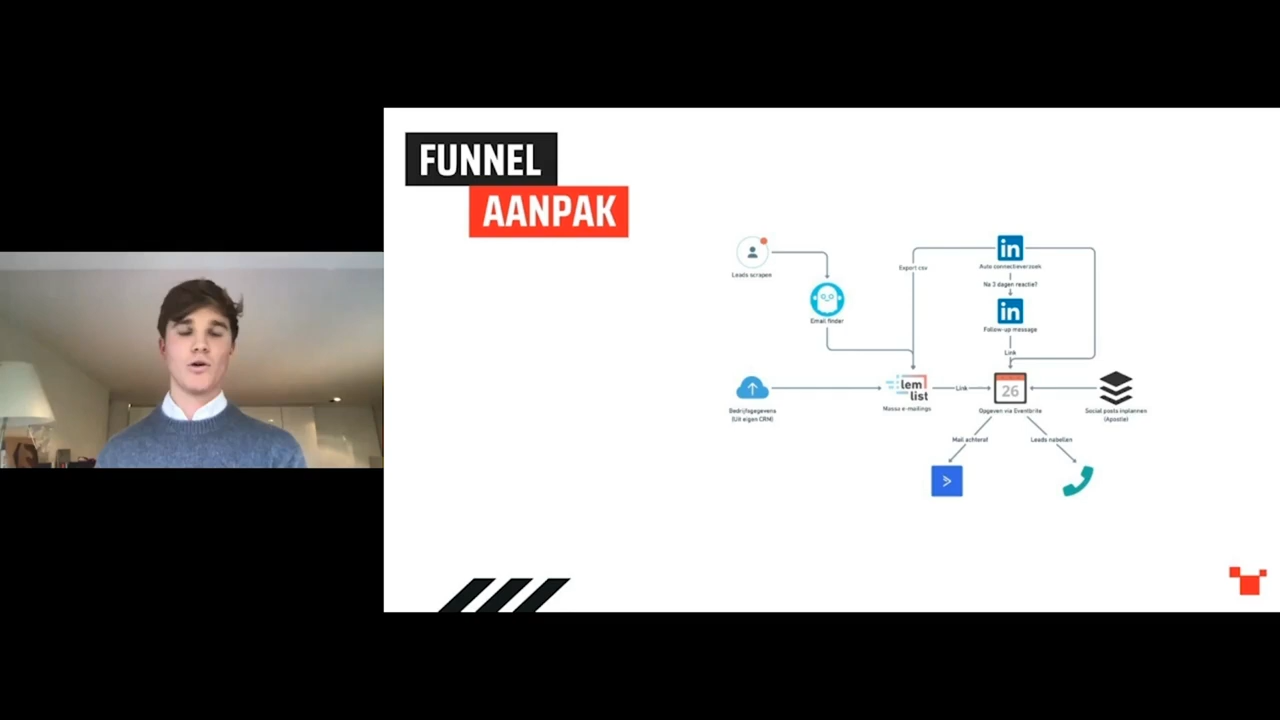 FUNNEL
AANPAK
Leads scrapen
Email finder
Bedrijfsgegevens
(Uit eigen CRM)
Export csv
lem
list
Massa e-mailings
Link
in
Auto connectieverzoek
Na 3 dagen reactie?
in
Follow-up message
Link
26
Opgeven via Eventbrite
Social posts inplannen
(Apostle)
Mail achteraf
Leads nabellen